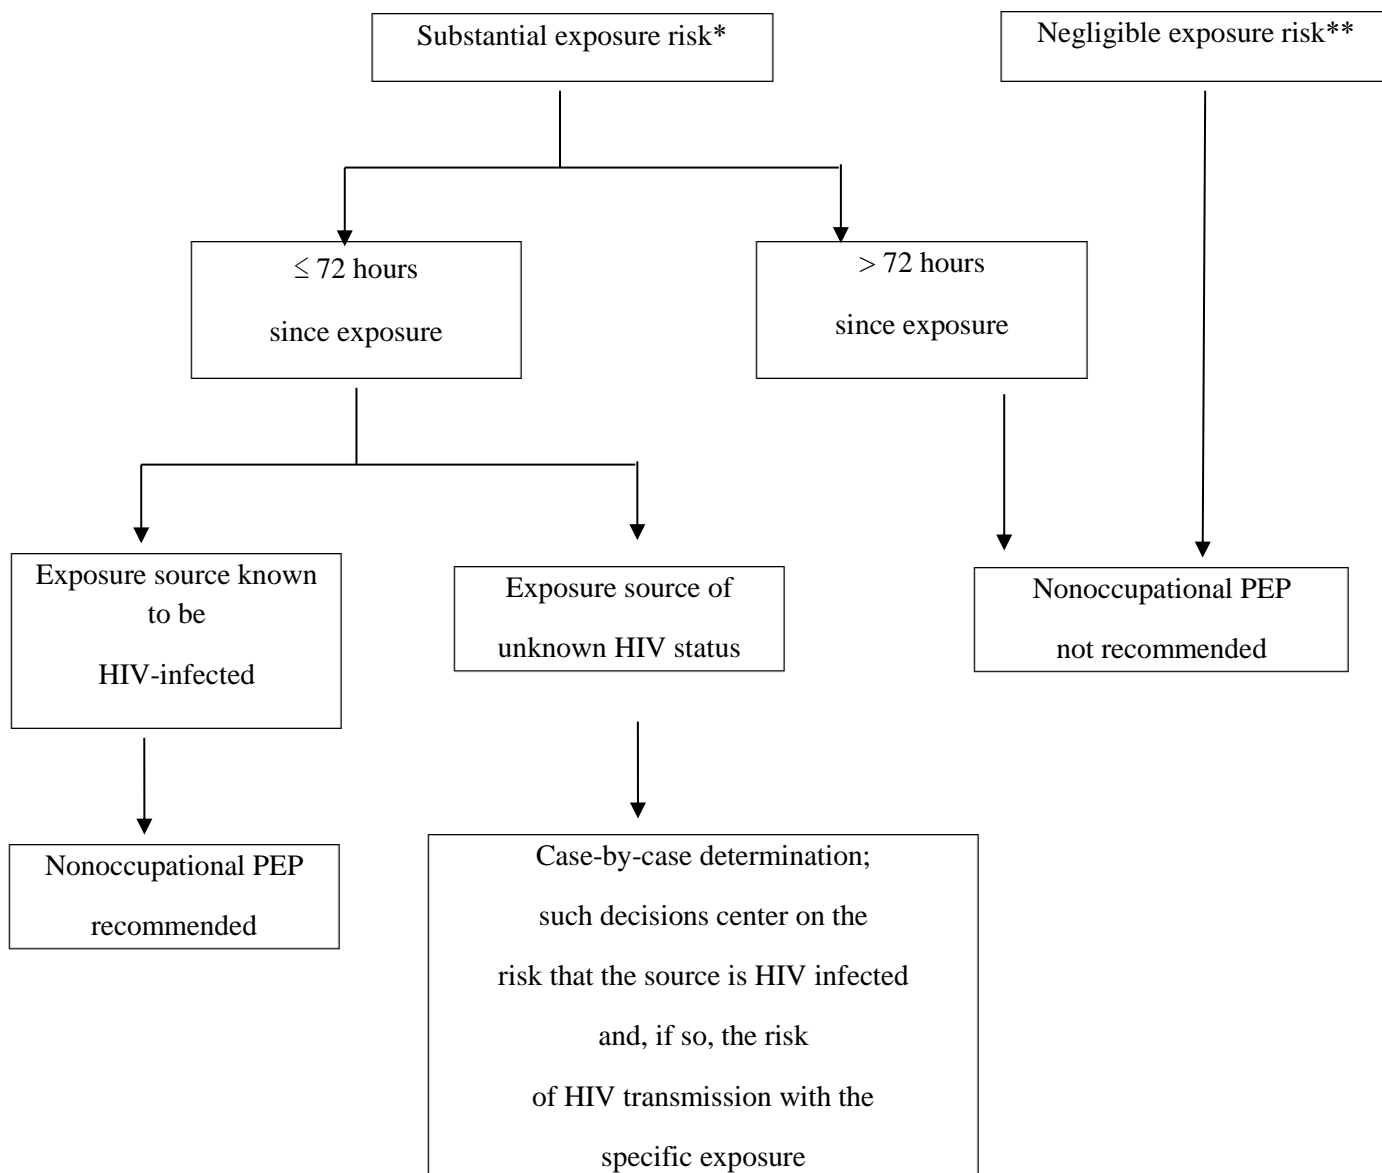 Substantial exposure risk*
Negligible exposure risk**
≤ 72 hours
since exposure
> 72 hours
since exposure
Exposure source known
to be
HIV-infected
Exposure source of
unknown HIV status
Nonoccupational PEP
not recommended
Nonoccupational PEP
recommended
Case-by-case determination;
such decisions center on the
risk that the source is HIV infected
and, if so, the risk
of HIV transmission with the
specific exposure